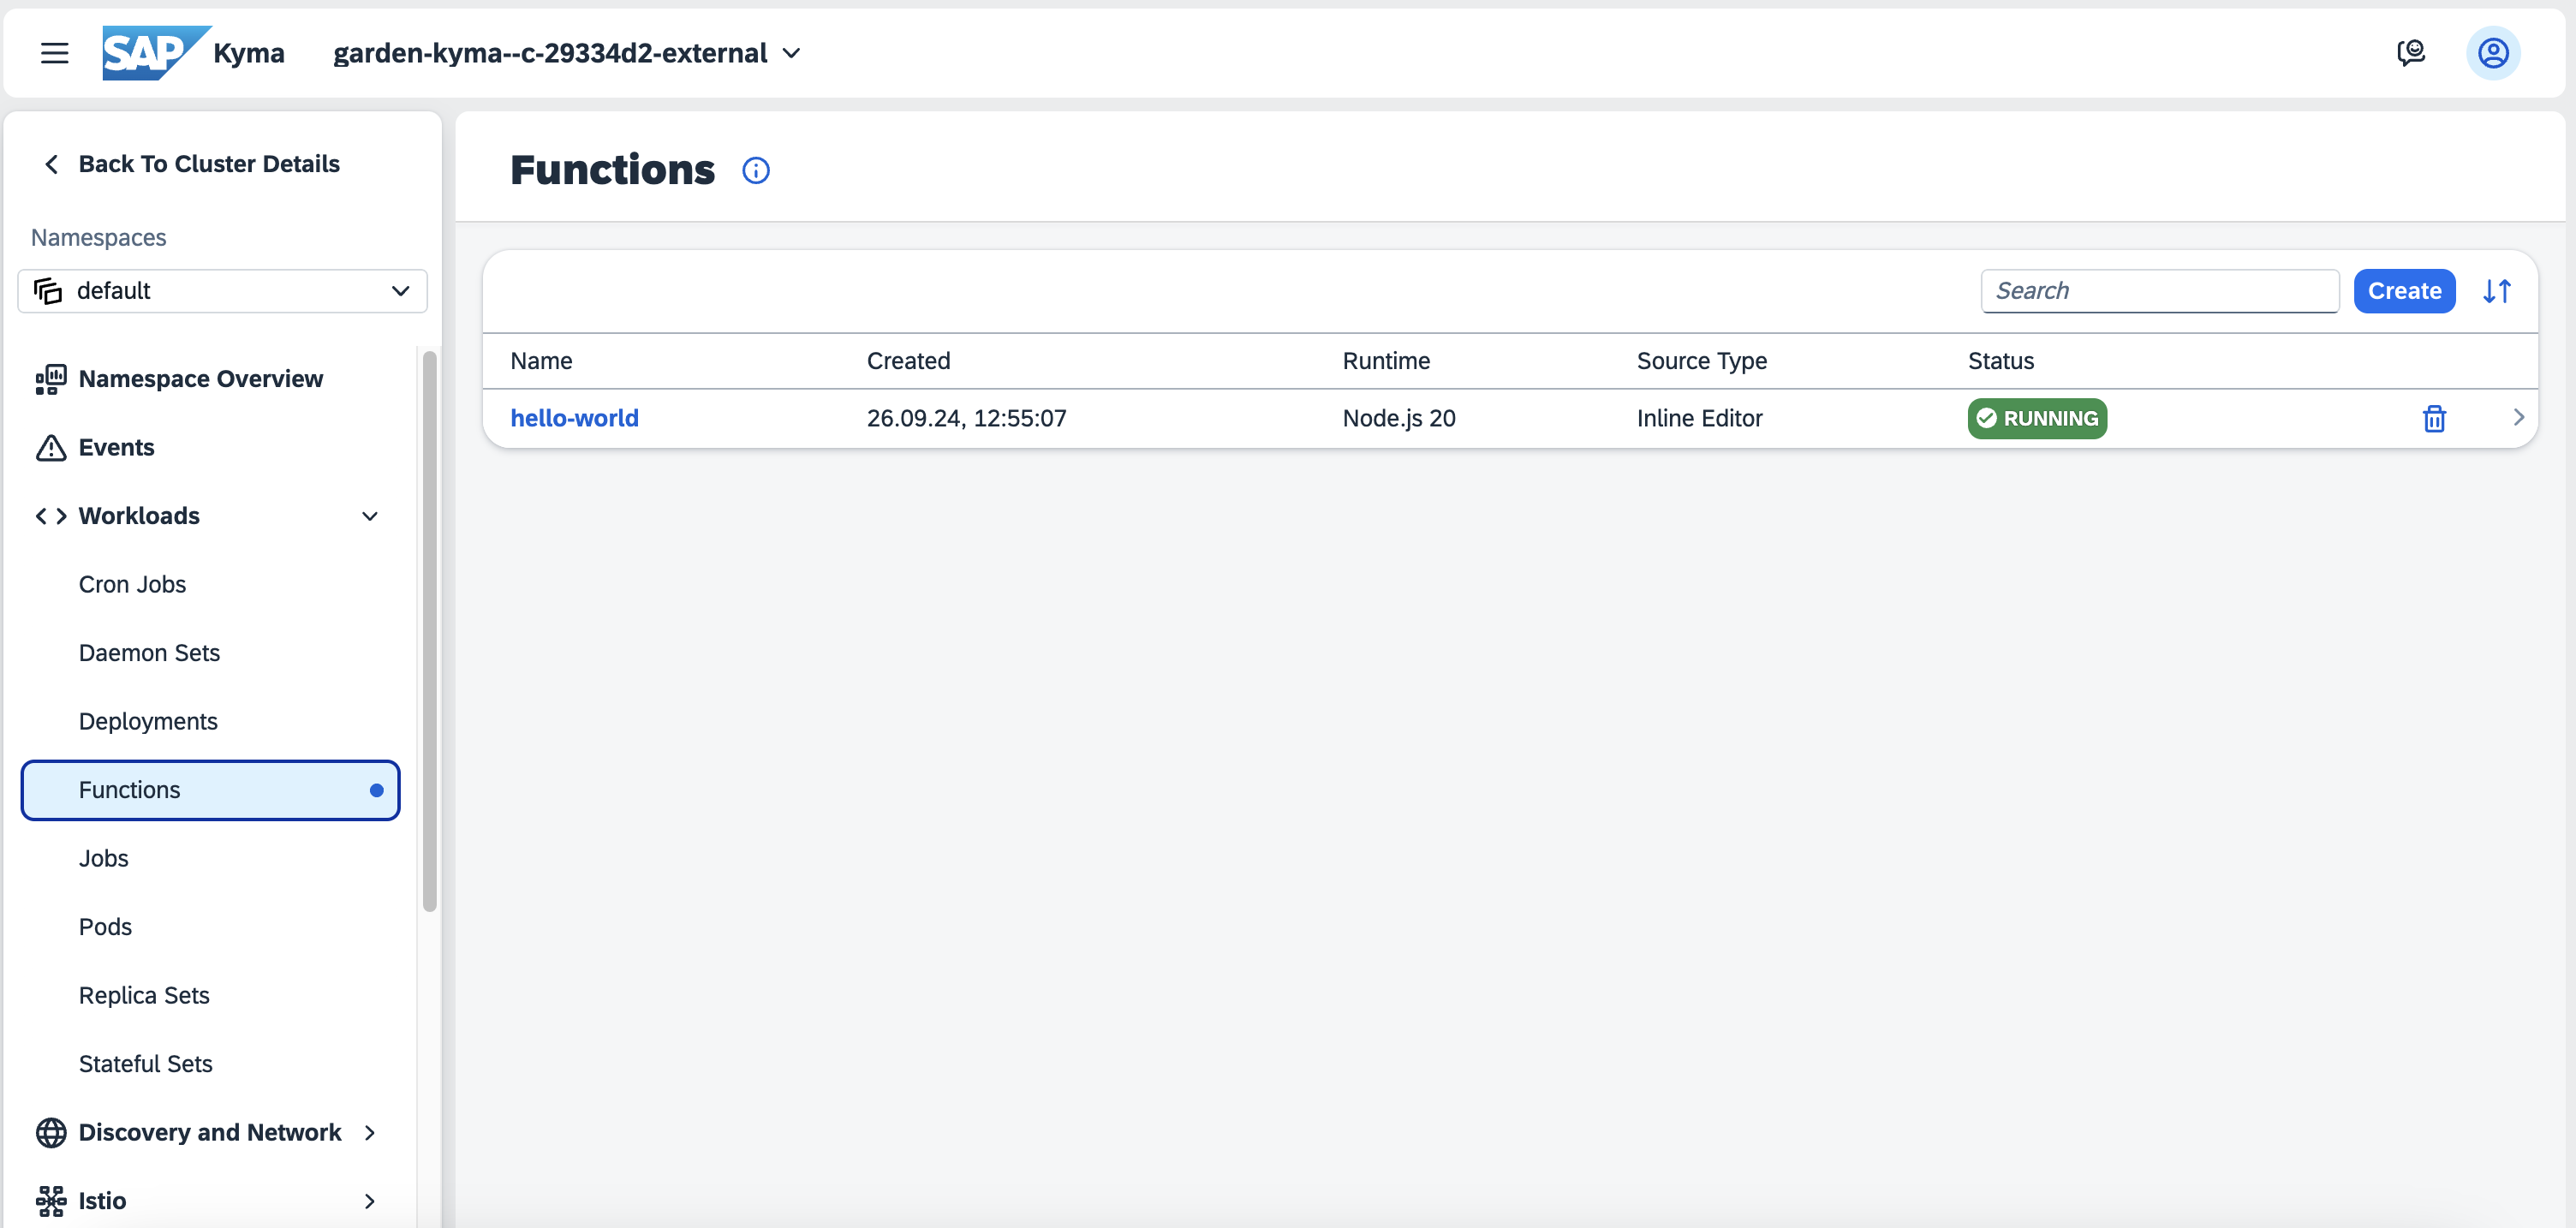 SAP Kyma garden-kyma--c-29334d2-external
Back To Cluster Details
Namespaces
default
Namespace Overview
Events
Workloads
Cron Jobs
Daemon Sets
Deployments
Functions
Jobs
Pods
Replica Sets
Stateful Sets
Discovery and Network
Istio
Functions
Search Create
Name Created Runtime Source Type Status
hello-world 26.09.24, 12:55:07 Node.js 20 Inline Editor RUNNING